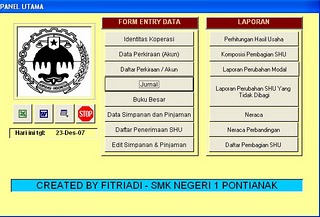 PANEL UTAMA
FORM ENTRY DATA
Identitas Koperasi
Data Perkiraan (Akun)
Daftar Perkiraan / Akun
Jurnal
Buku Besar
Data Simpanan dan Pinjaman
Daftar Penerimaan SHU
Edit Simpanan & Pinjaman
LAPORAN
Perhitungan Hasil Usaha
Komposisi Pembagian SHU
Laporan Perubahan Modal
Laporan Perubahan SHU Yang
Tidak Dibagi
Neraca
Neraca Perbandingan
Daftar Pembagian SHU
STOP
Hari ini tgl: 23-Des-07
CREATED BY FITRIADI - SMK NEGERI 1 PONTIANAK